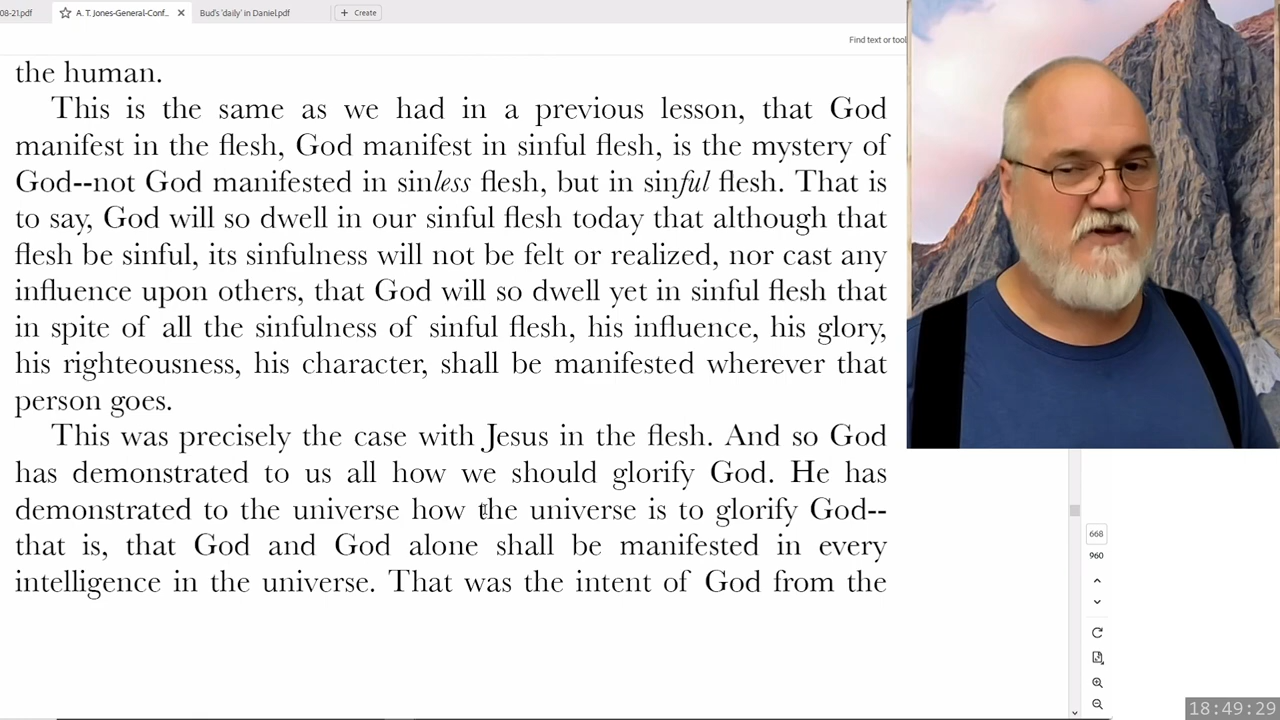 08-21.pdf
A. T. Jones-General-Conf...
Bud's 'daily' in Daniel.pdf
Create
Find text or tool
the human.
This is the same as we had in a previous lesson, that God
manifest in the flesh, God manifest in sinful flesh, is the mystery of
God--not God manifested in sinless flesh, but in sinful flesh. That is
to say, God will so dwell in our sinful flesh today that although that
flesh be sinful, its sinfulness will not be felt or realized, nor cast any
influence upon others, that God will so dwell yet in sinful flesh that
in spite of all the sinfulness of sinful flesh, his influence, his glory,
his righteousness, his character, shall be manifested wherever that
person goes.
This was precisely the case with Jesus in the flesh. And so God
has demonstrated to us all how we should glorify God. He has
demonstrated to the universe how the universe is to glorify God--
that is, that God and God alone shall be manifested in every
intelligence in the universe. That was the intent of God from the
668
960
18:49:29